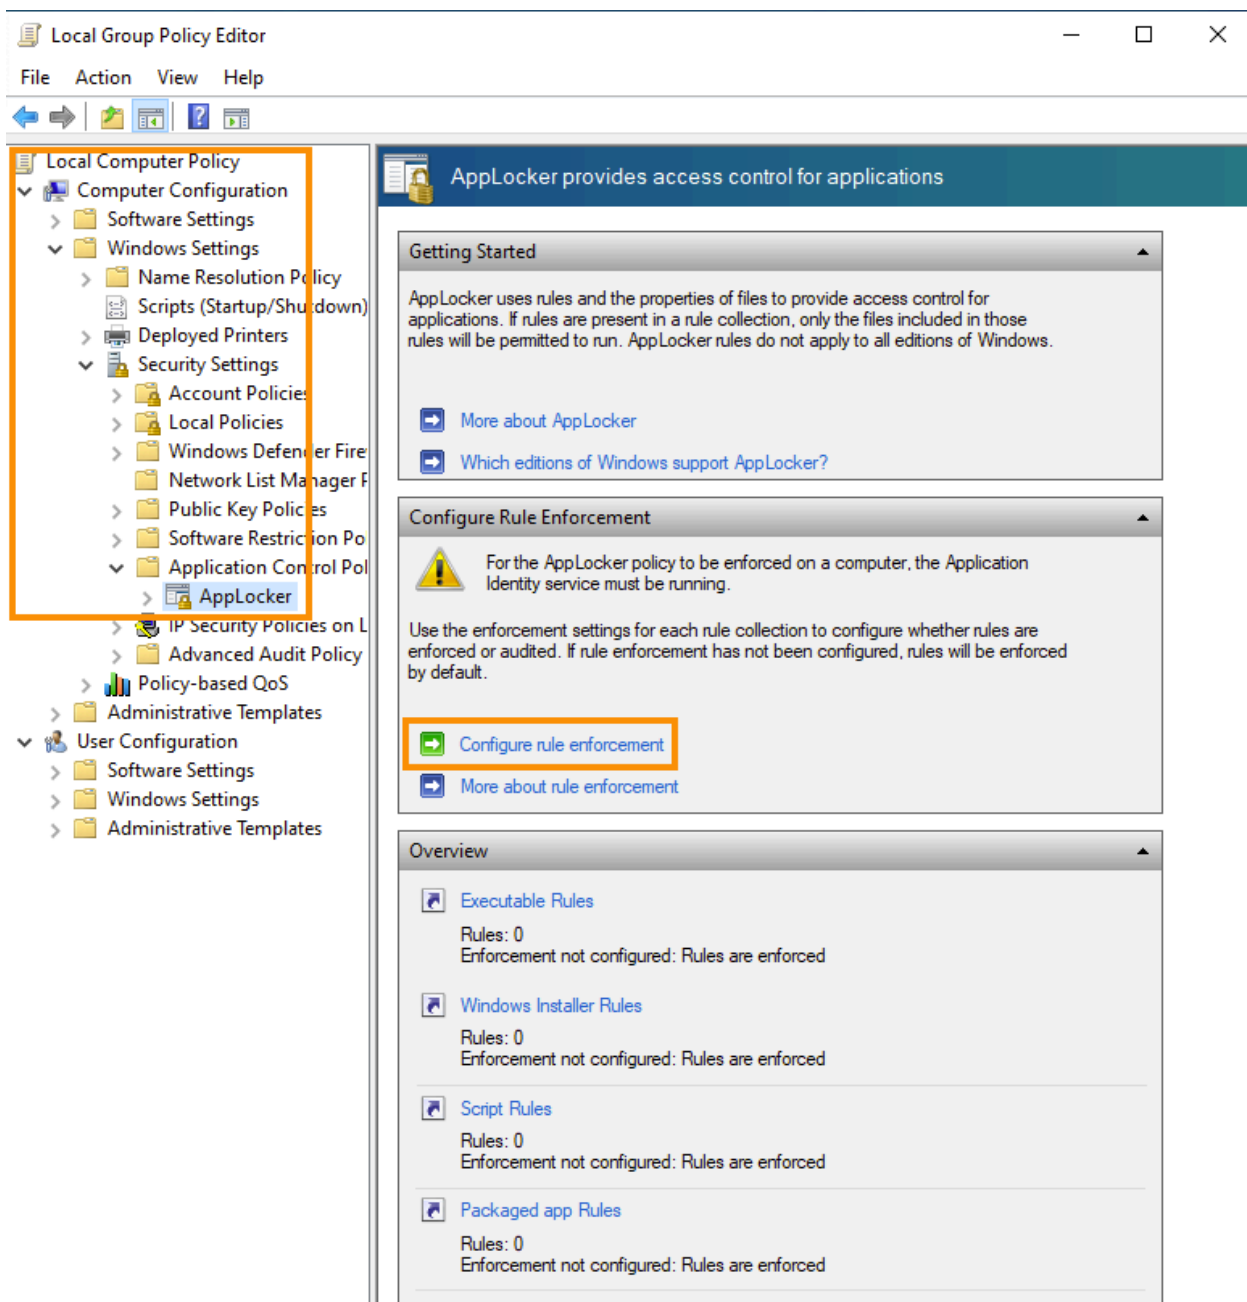 Local Group Policy Editor
File Action View Help
Local Computer Policy
Computer Configuration
Software Settings
Windows Settings
Name Resolution Policy
Scripts (Startup/Shutdown)
Deployed Printers
Security Settings
Account Policies
Local Policies
Windows Defender Fire
Network List Manager P
Public Key Policies
Software Restriction Po
Application Control Pol
AppLocker
IP Security Policies on L
Advanced Audit Policy
Policy-based QoS
Administrative Templates
User Configuration
Software Settings
Windows Settings
Administrative Templates
AppLocker provides access control for applications
Getting Started
AppLocker uses rules and the properties of files to provide access control for
applications. If rules are present in a rule collection, only the files included in those
rules will be permitted to run. AppLocker rules do not apply to all editions of Windows.
More about AppLocker
Which editions of Windows support AppLocker?
Configure Rule Enforcement
For the AppLocker policy to be enforced on a computer, the Application
Identity service must be running.
Use the enforcement settings for each rule collection to configure whether rules are
enforced or audited. If rule enforcement has not been configured, rules will be enforced
by default.
Configure rule enforcement
More about rule enforcement
Overview
Executable Rules
Rules: 0
Enforcement not configured: Rules are enforced
Windows Installer Rules
Rules: 0
Enforcement not configured: Rules are enforced
Script Rules
Rules: 0
Enforcement not configured: Rules are enforced
Packaged app Rules
Rules: 0
Enforcement not configured: Rules are enforced